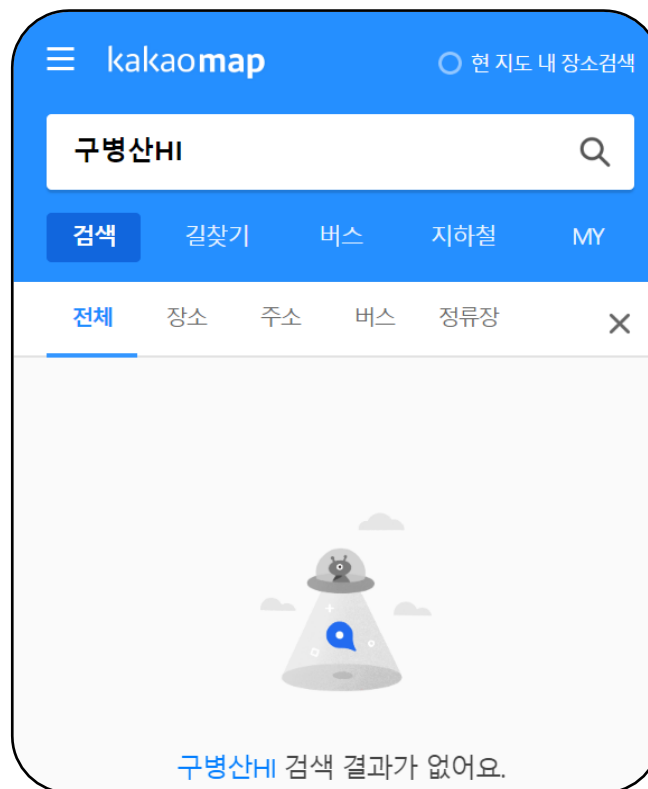 kakaomap
현 지도 내 장소검색
구병산HI
검색 길찾기 버스 지하철 MY
전체 장소 주소 버스 정류장
구병산HI 검색 결과가 없어요.